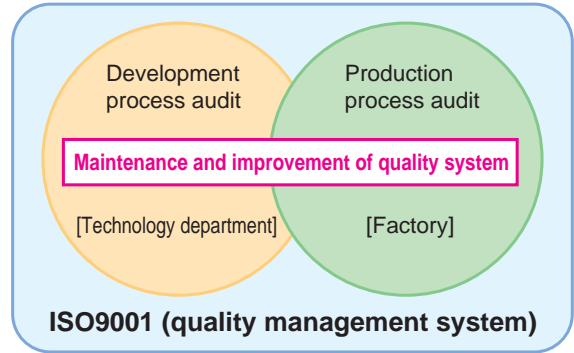 Development
process audit
Production
process audit
Maintenance and improvement of quality system
[Technology department]
[Factory]
ISO9001 (quality management system)